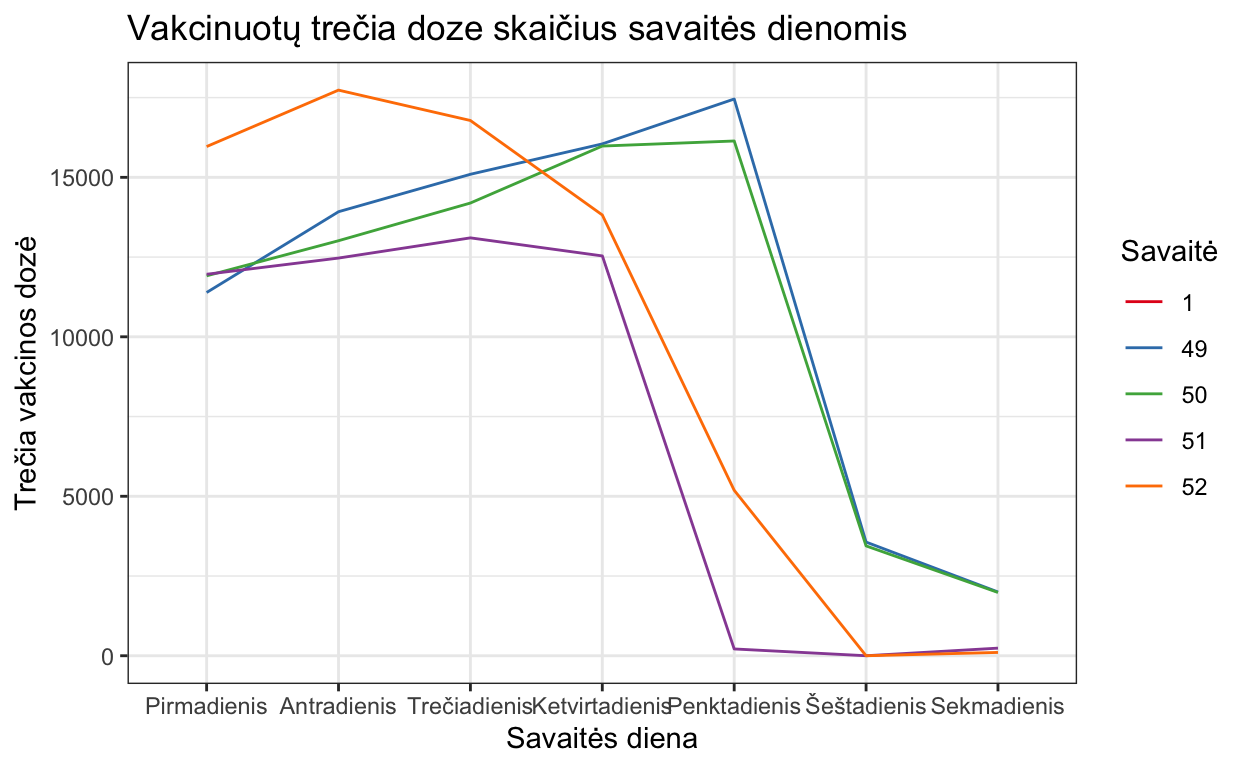 Vakcinuotų trečia doze skaičius savaitės dienomis
Trečia vakcinos dozė
15000
10000
5000
0
Pirmadienis Antradienis Trečiadienis Ketvirtadienis Penktadienis Šeštadienis Sekmadienis
Savaitės diena
Savaitė
1
49
50
51
52